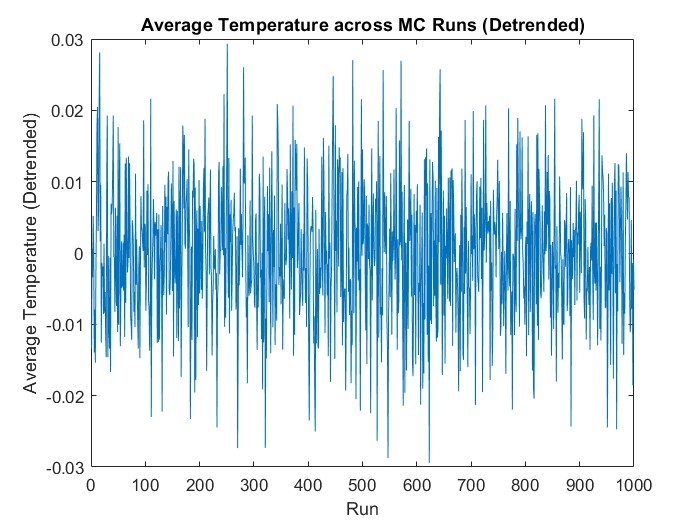 Average Temperature across MC Runs (Detrended)
0.03
0.02
0.01
0
-0.01
-0.02
-0.03
Average Temperature (Detrended)
0 100 200 300 400 500 600 700 800 900 1000
Run